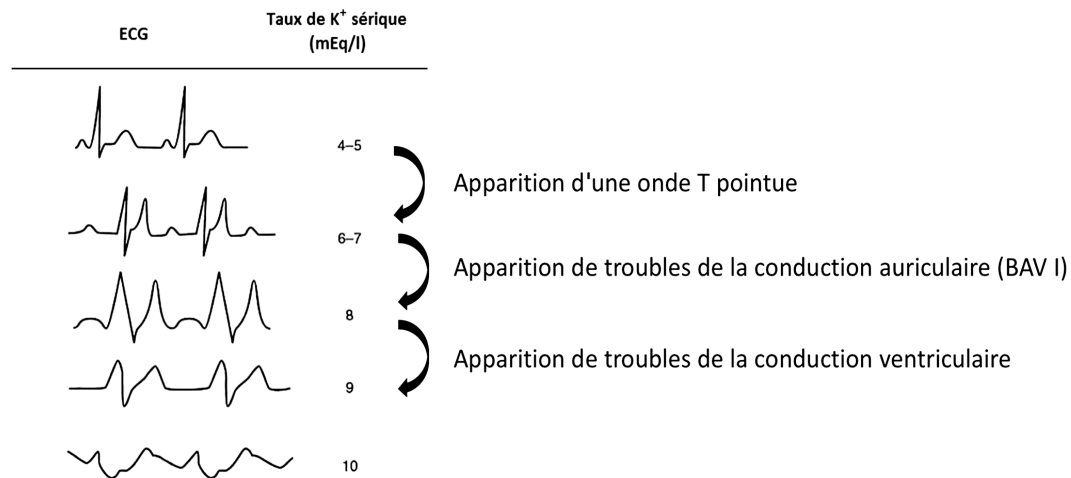 ECG
Taux de K⁺ sérique
(mEq/l)
4–5
Apparition d'une onde T pointue
6–7
Apparition de troubles de la conduction auriculaire (BAV I)
8
Apparition de troubles de la conduction ventriculaire
9
10